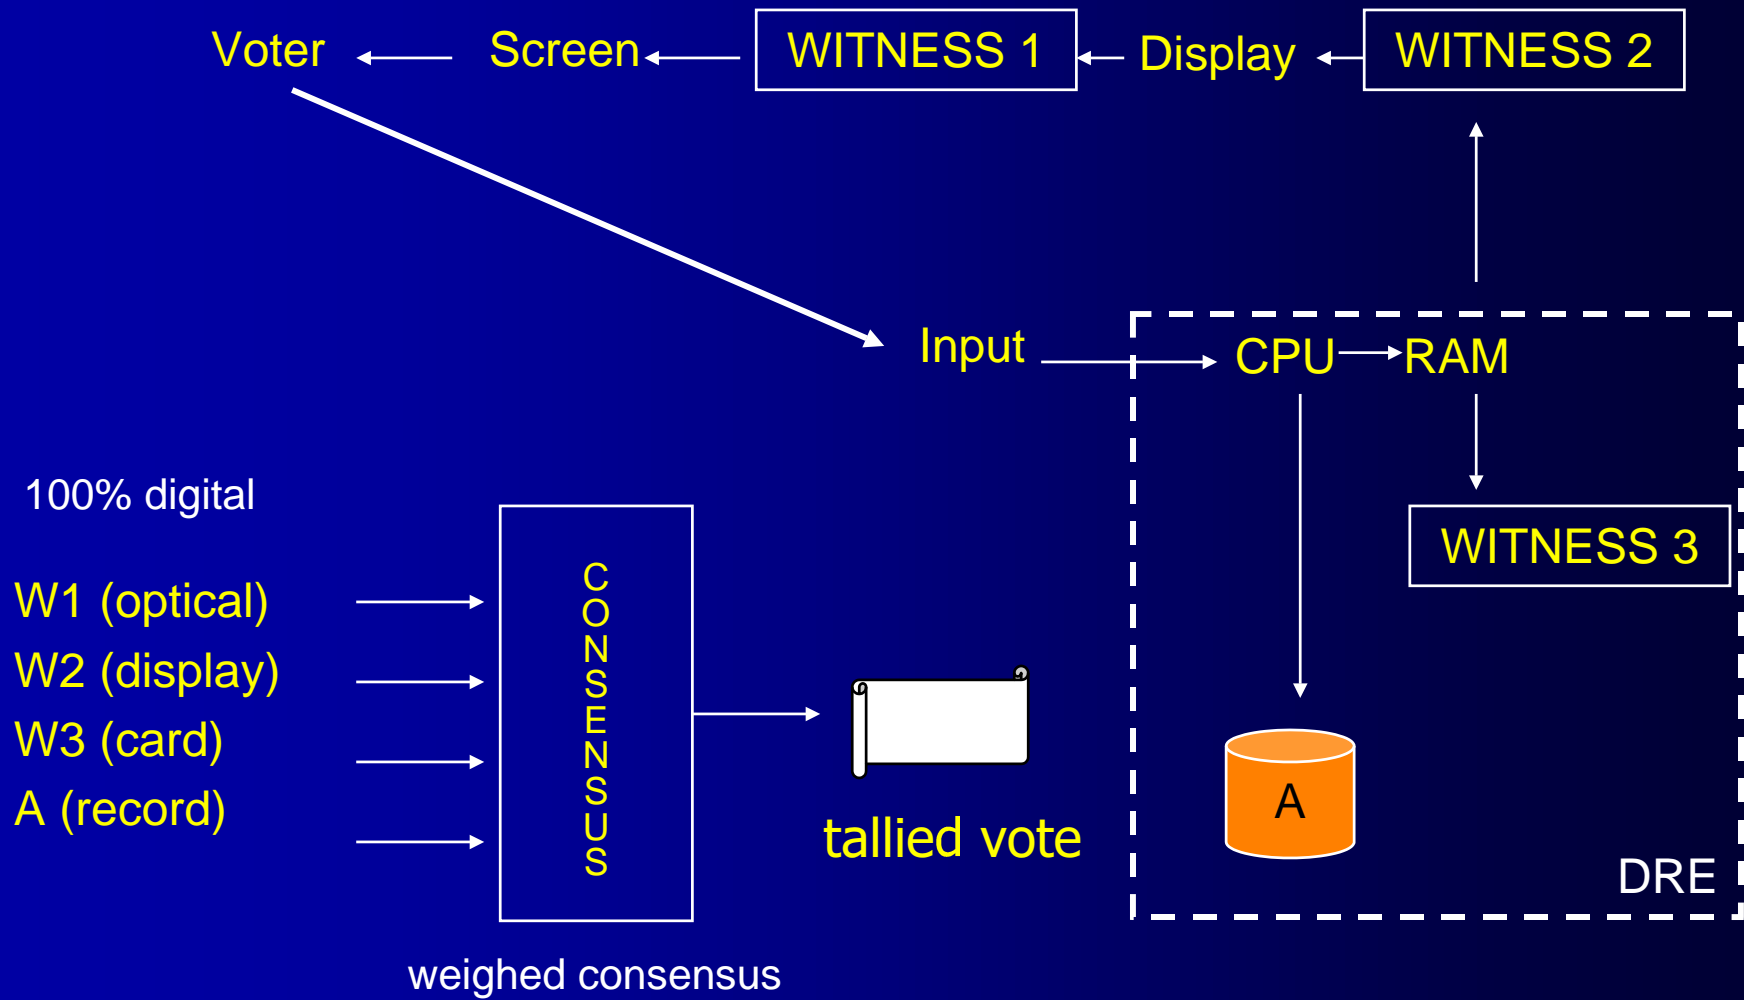 Voter
Screen
WITNESS 1
Display
WITNESS 2
Input
CPU
RAM
WITNESS 3
A
DRE
100% digital
W1 (optical)
W2 (display)
W3 (card)
A (record)
CONSENSUS
tallied vote
weighed consensus